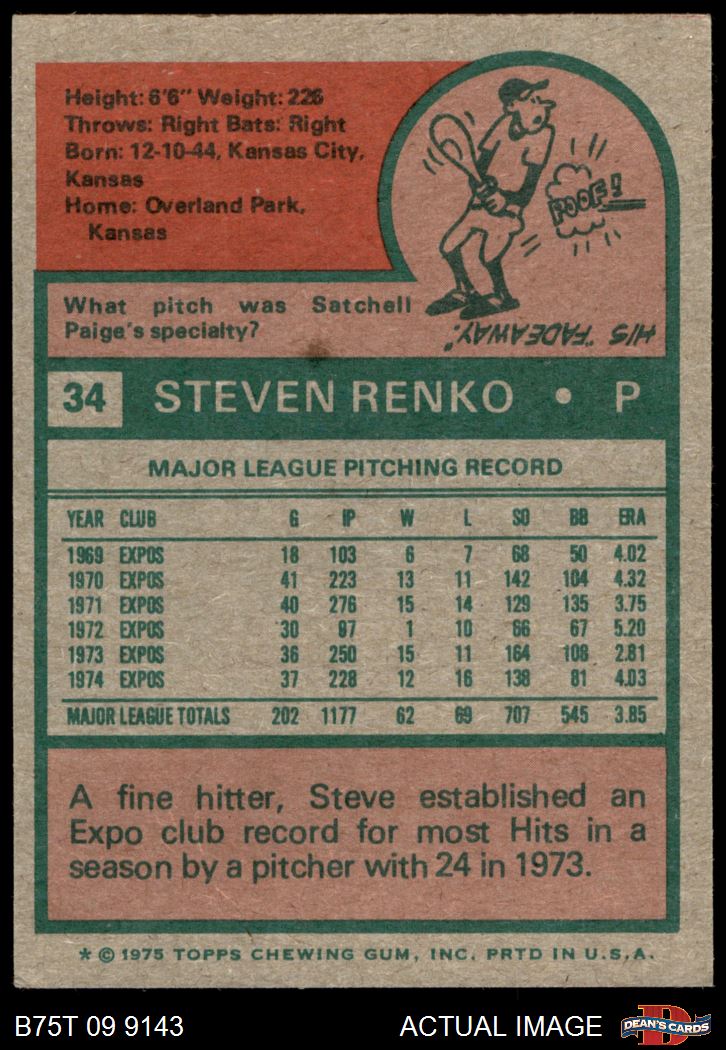 Height: 6'6" Weight: 226
Throws: Right Bats: Right
Born: 12-10-44, Kansas City,
Kansas
Home: Overland Park,
Kansas
POOF!
What pitch was Satchell
Paige's specialty?
HIS "FADEAWAY."
34 STEVEN RENKO • P
MAJOR LEAGUE PITCHING RECORD
YEAR CLUB G IP W L SO BB ERA
1969 EXPOS 18 103 6 7 68 50 4.02
1970 EXPOS 41 223 13 11 142 104 4.32
1971 EXPOS 40 276 15 14 129 135 3.75
1972 EXPOS 30 97 1 10 66 67 5.20
1973 EXPOS 36 250 15 11 164 108 2.81
1974 EXPOS 37 228 12 16 138 81 4.03
MAJOR LEAGUE TOTALS 202 1177 62 69 707 545 3.85
A fine hitter, Steve established an
Expo club record for most Hits in a
season by a pitcher with 24 in 1973.
* © 1975 TOPPS CHEWING GUM, INC. PRTD IN U.S.A.
B75T 09 9143 ACTUAL IMAGE
D
DEAN'S CARDS